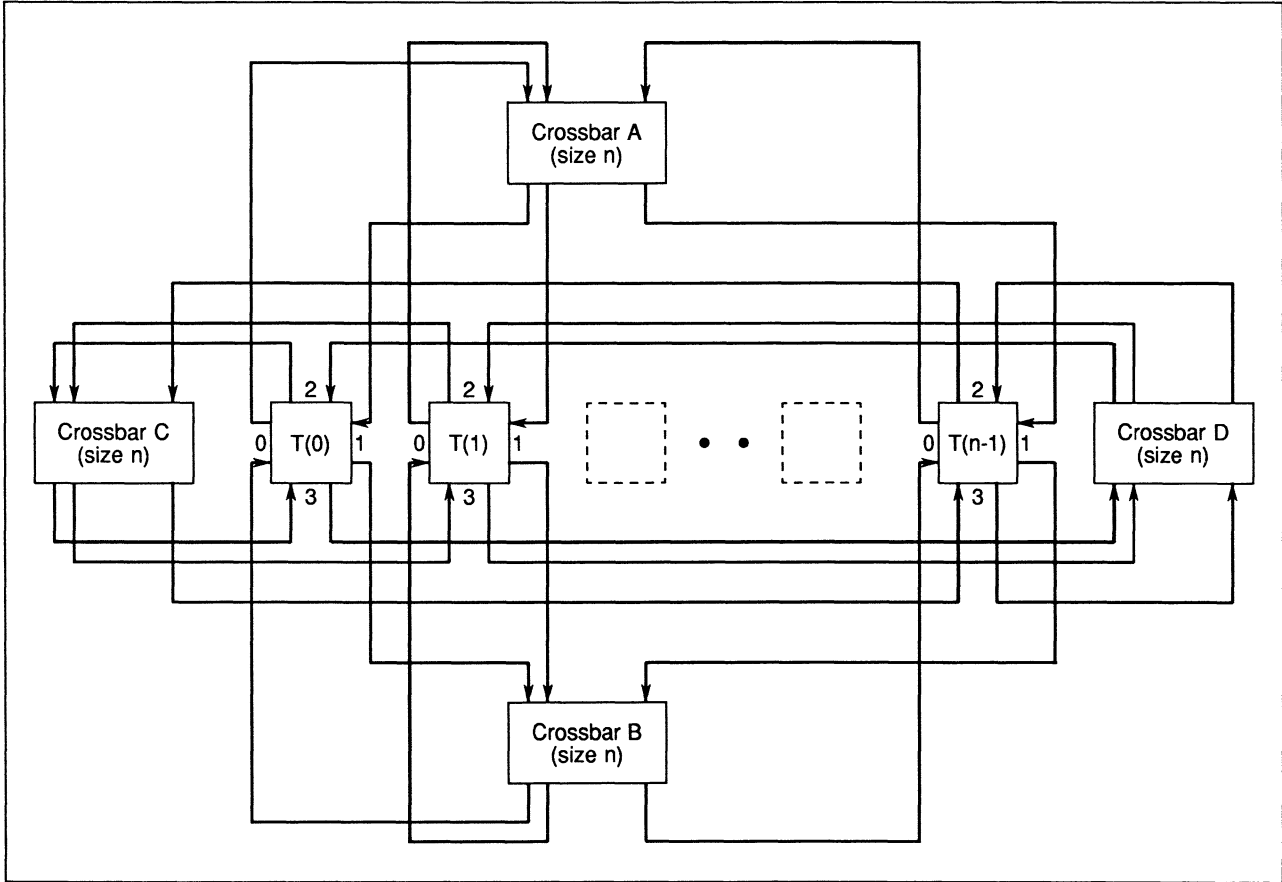 Crossbar A
(size n)
2
2
2
Crossbar C
(size n)
0
T(0)
1
0
T(1)
1
0
T(n-1)
1
Crossbar D
(size n)
3
3
3
Crossbar B
(size n)